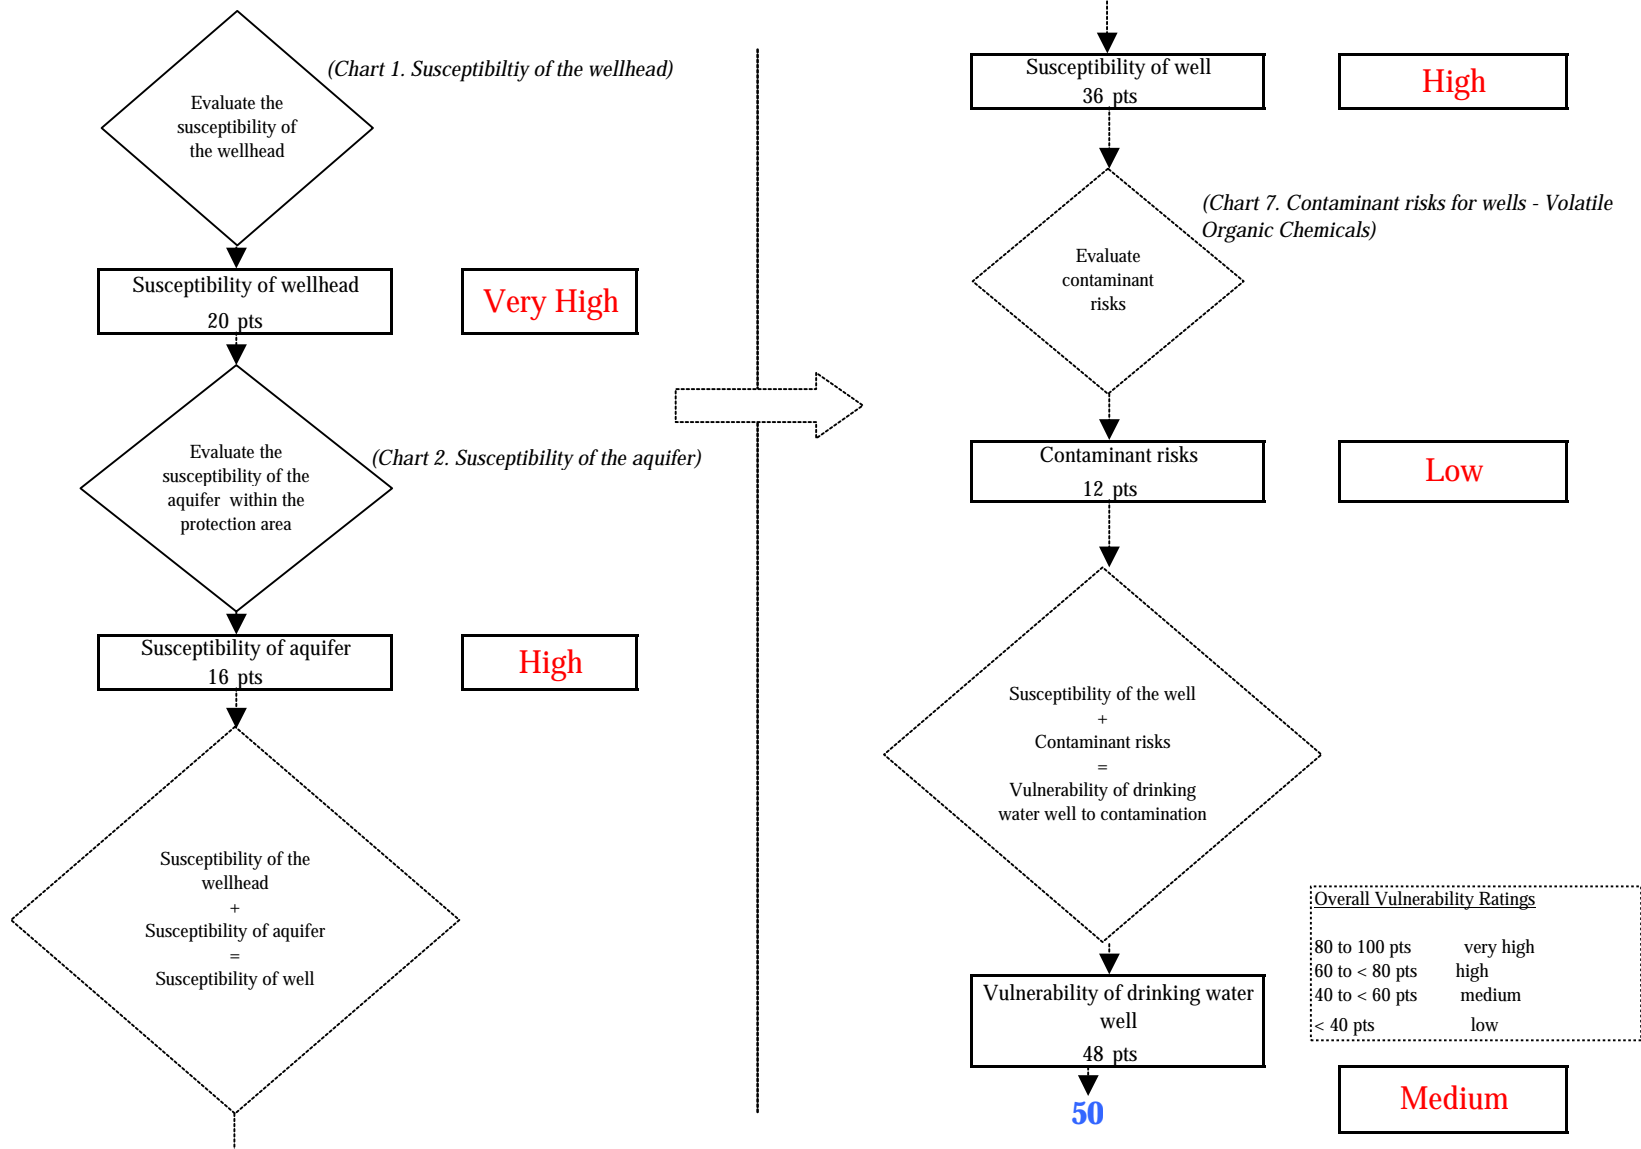 (Chart 1. Susceptibiltiy of the wellhead)
Evaluate the
susceptibility of
the wellhead
Susceptibility of wellhead
20 pts
Very High
Evaluate the
susceptibility of the
aquifer within the
protection area
(Chart 2. Susceptibility of the aquifer)
Susceptibility of aquifer
16 pts
High
Susceptibility of the
wellhead
+
Susceptibility of aquifer
=
Susceptibility of well
Susceptibility of well
36 pts
High
(Chart 7. Contaminant risks for wells - Volatile
Organic Chemicals)
Evaluate
contaminant
risks
Contaminant risks
12 pts
Low
Susceptibility of the well
+
Contaminant risks
=
Vulnerability of drinking
water well to contamination
Overall Vulnerability Ratings
80 to 100 pts very high
60 to < 80 pts high
40 to < 60 pts medium
< 40 pts low
Vulnerability of drinking water
well
48 pts
50
Medium